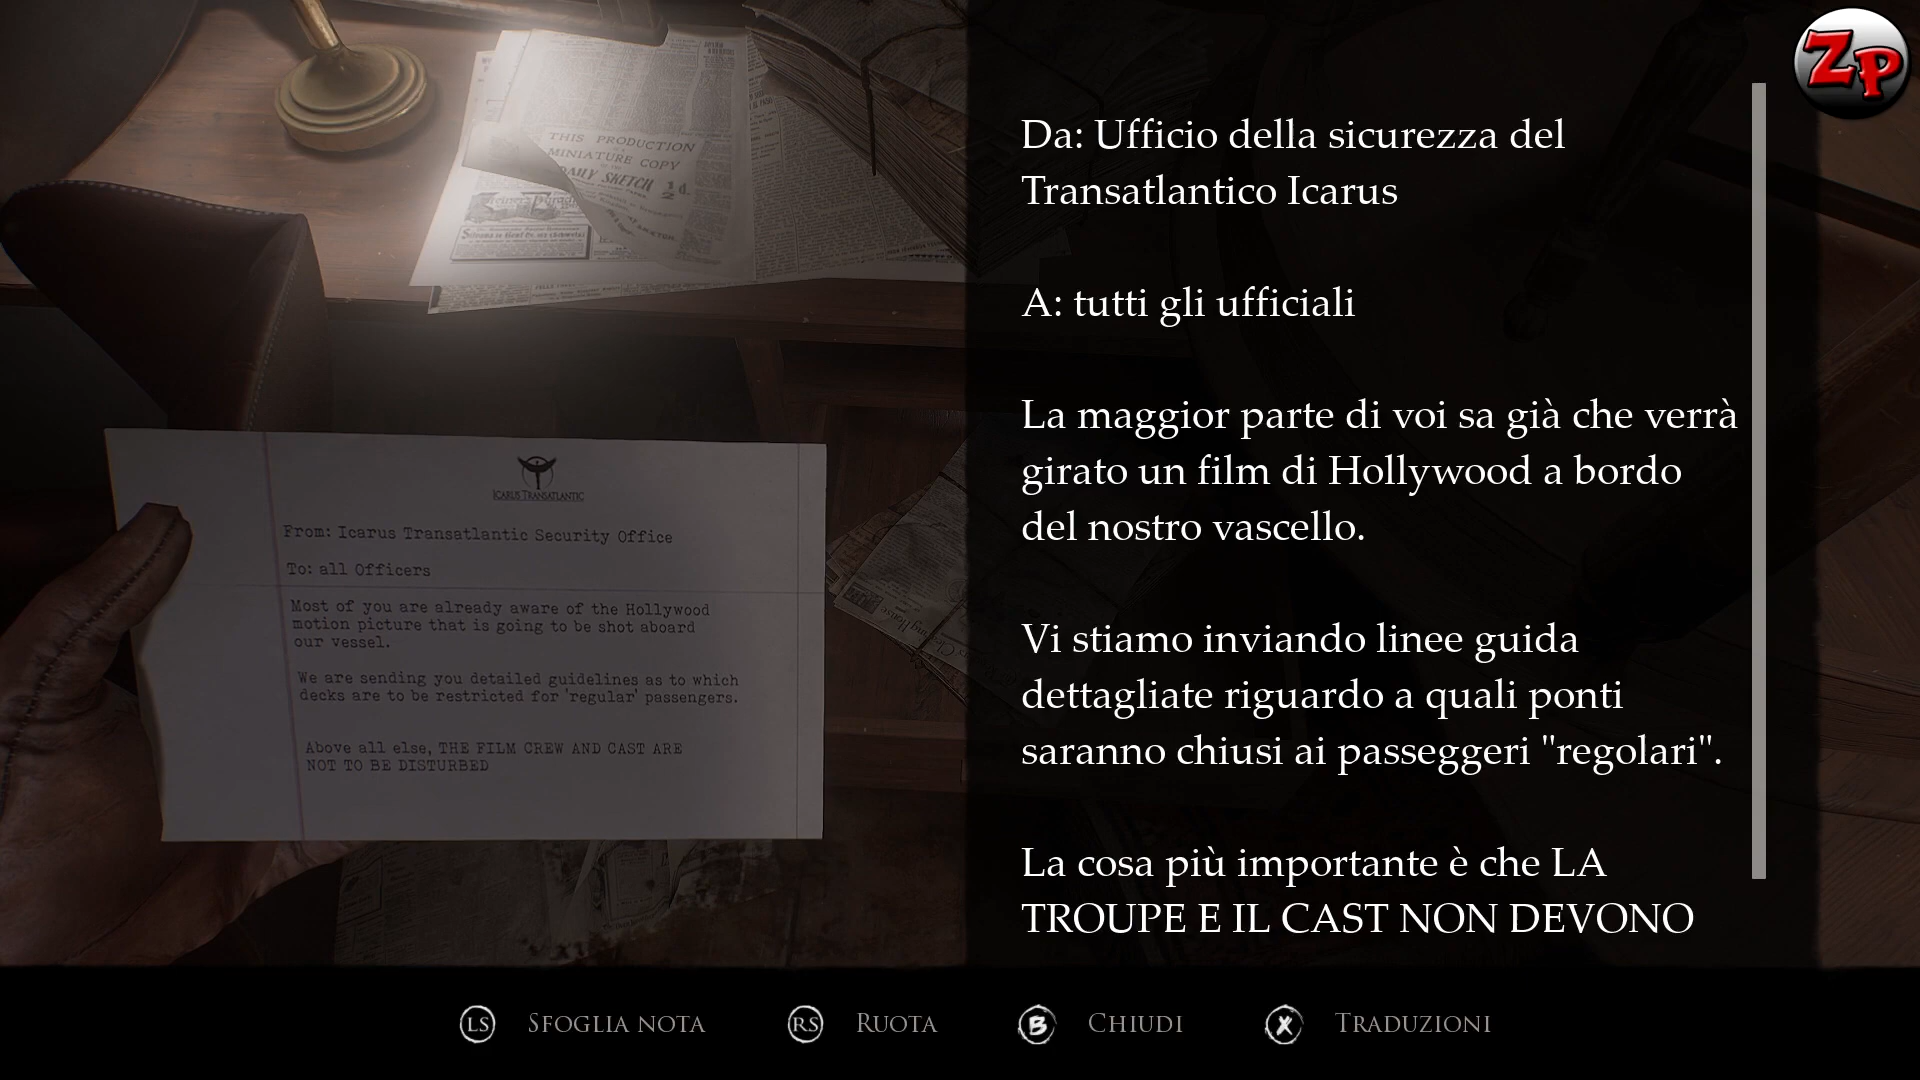 THIS PRODUCTION
MINIATURE COPY
DAILY SKETCH ½ d.
ICARUS TRANSATLANTIC
From: Icarus Transatlantic Security Office
To: all Officers
Most of you are already aware of the Hollywood
motion picture that is going to be shot aboard
our vessel.
We are sending you detailed guidelines as to which
decks are to be restricted for 'regular' passengers.
Above all else, THE FILM CREW AND CAST ARE
NOT TO BE DISTURBED
ZP
Da: Ufficio della sicurezza del
Transatlantico Icarus
A: tutti gli ufficiali
La maggior parte di voi sa già che verrà
girato un film di Hollywood a bordo
del nostro vascello.
Vi stiamo inviando linee guida
dettagliate riguardo a quali ponti
saranno chiusi ai passeggeri "regolari".
La cosa più importante è che LA
TROUPE E IL CAST NON DEVONO
LS SFOGLIA NOTA RS RUOTA B CHIUDI X TRADUZIONI